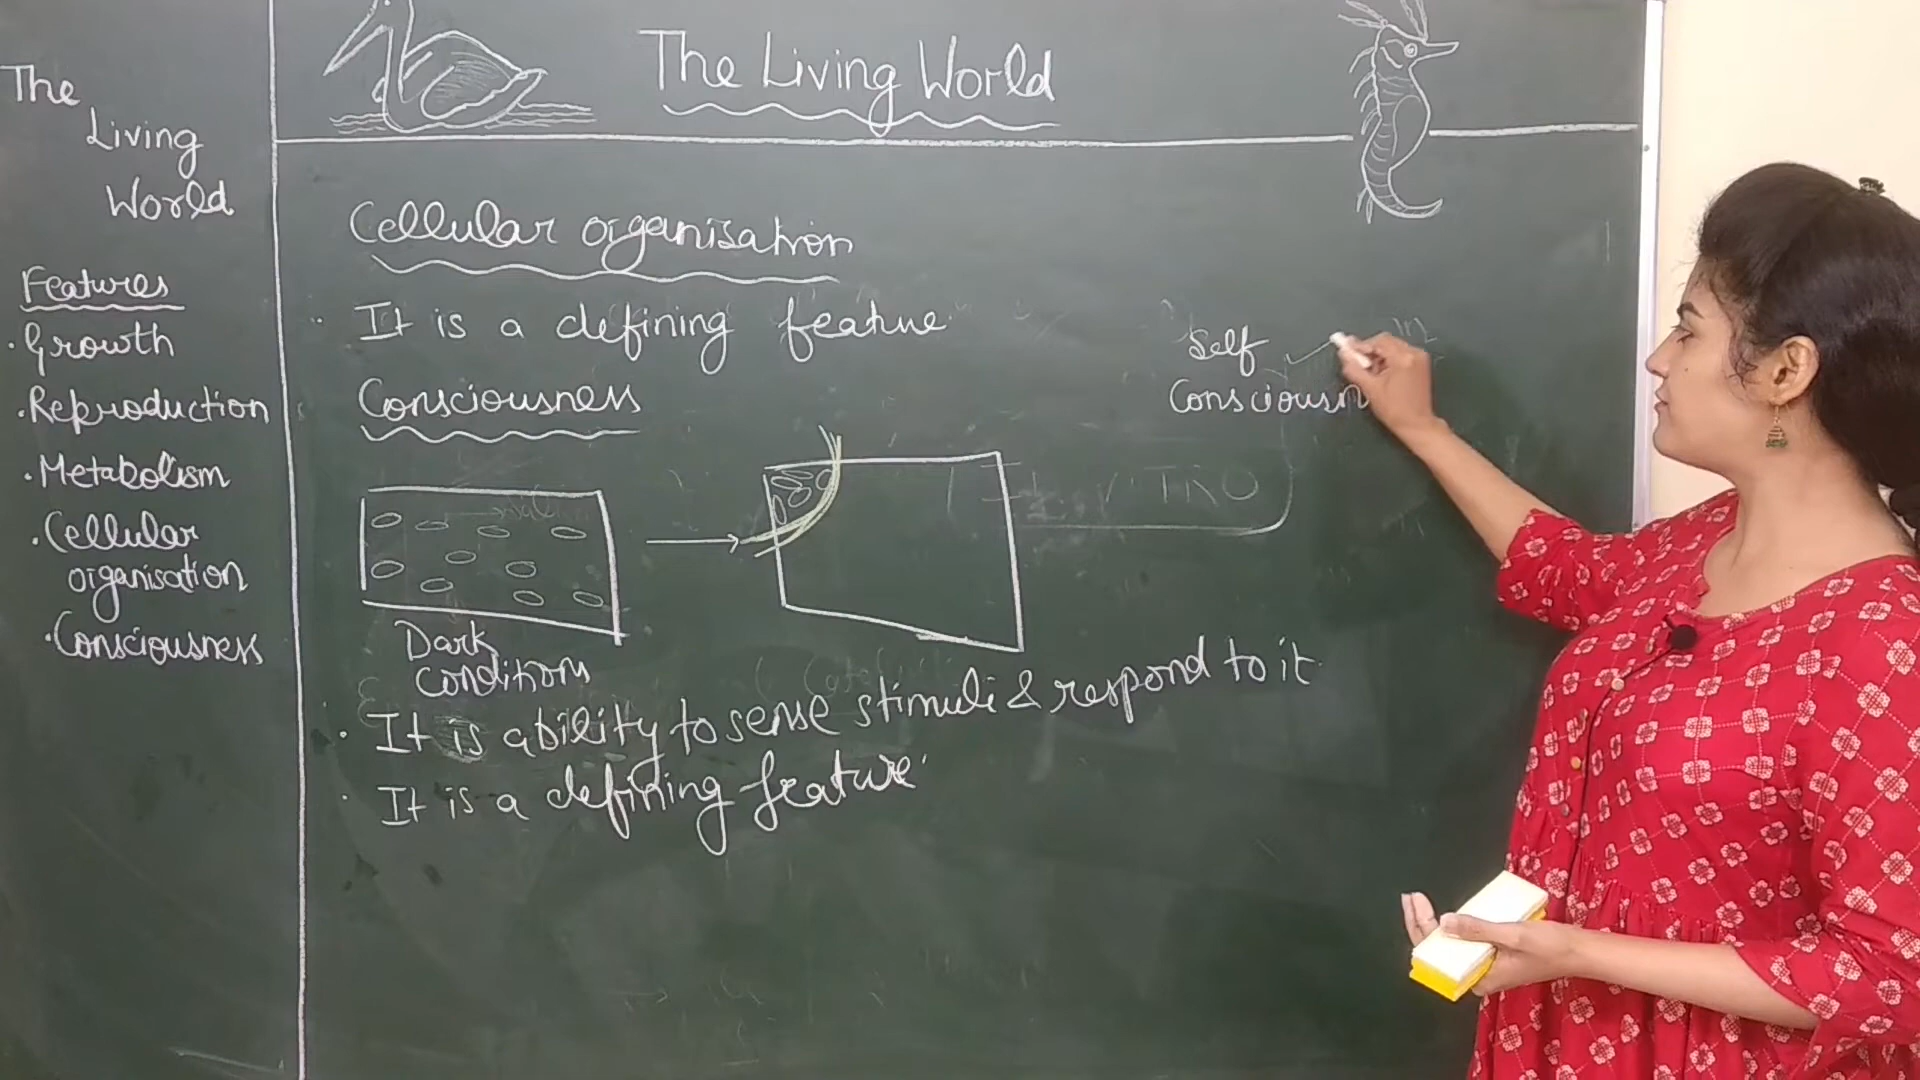 The
Living
World
Features
· Growth
· Reproduction
· Metabolism
· Cellular
organisation
· Consciousness
The Living World
Cellular organisation
· It is a defining feature
Consciousness
Dark
conditions
· It is ability to sense stimuli & respond to it
· It is a defining feature
Self
Consciousn